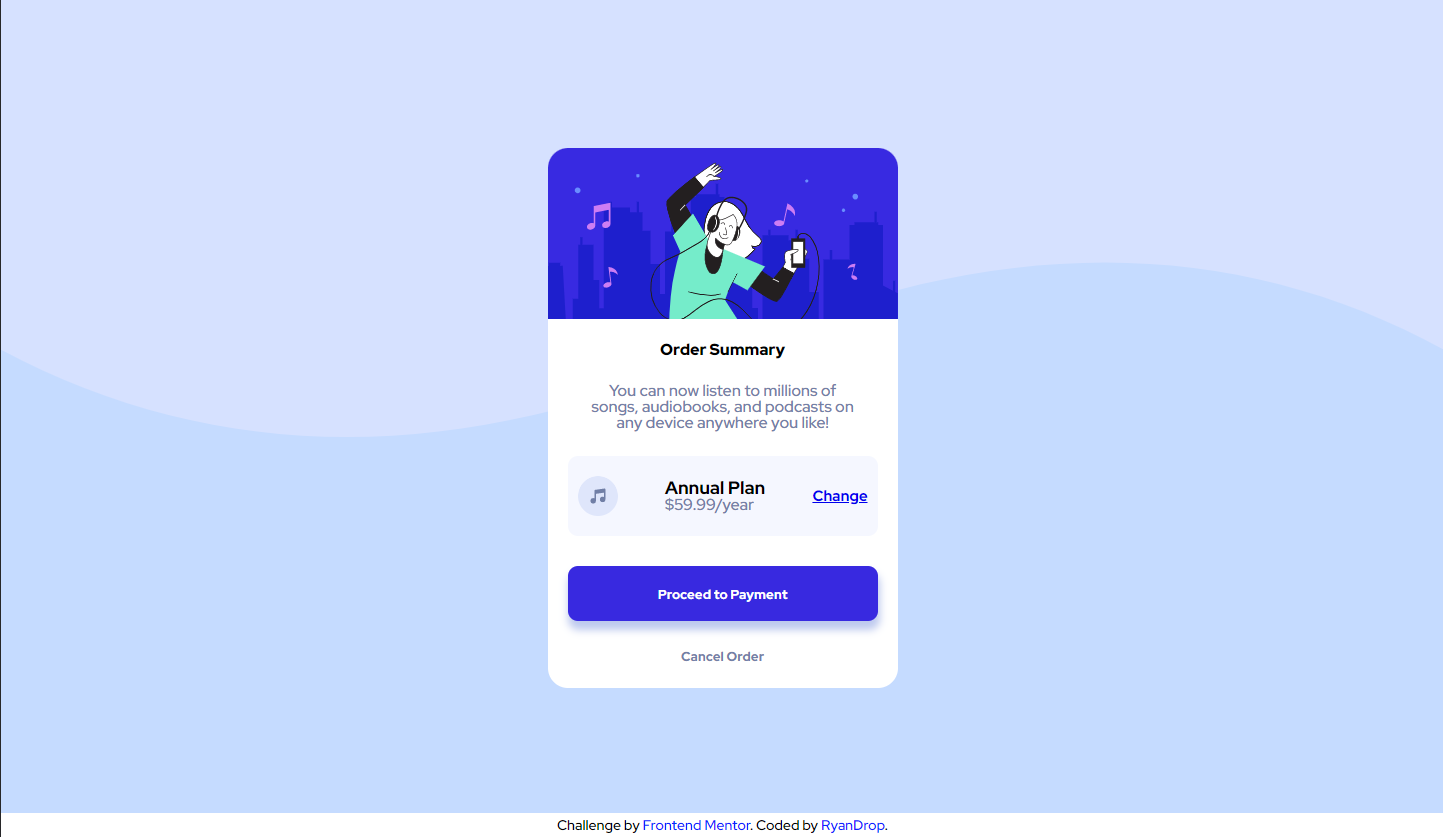 Order Summary
You can now listen to millions of
songs, audiobooks, and podcasts on
any device anywhere you like!
Annual Plan
$59.99/year
Change
Proceed to Payment
Cancel Order
Challenge by Frontend Mentor. Coded by RyanDrop.